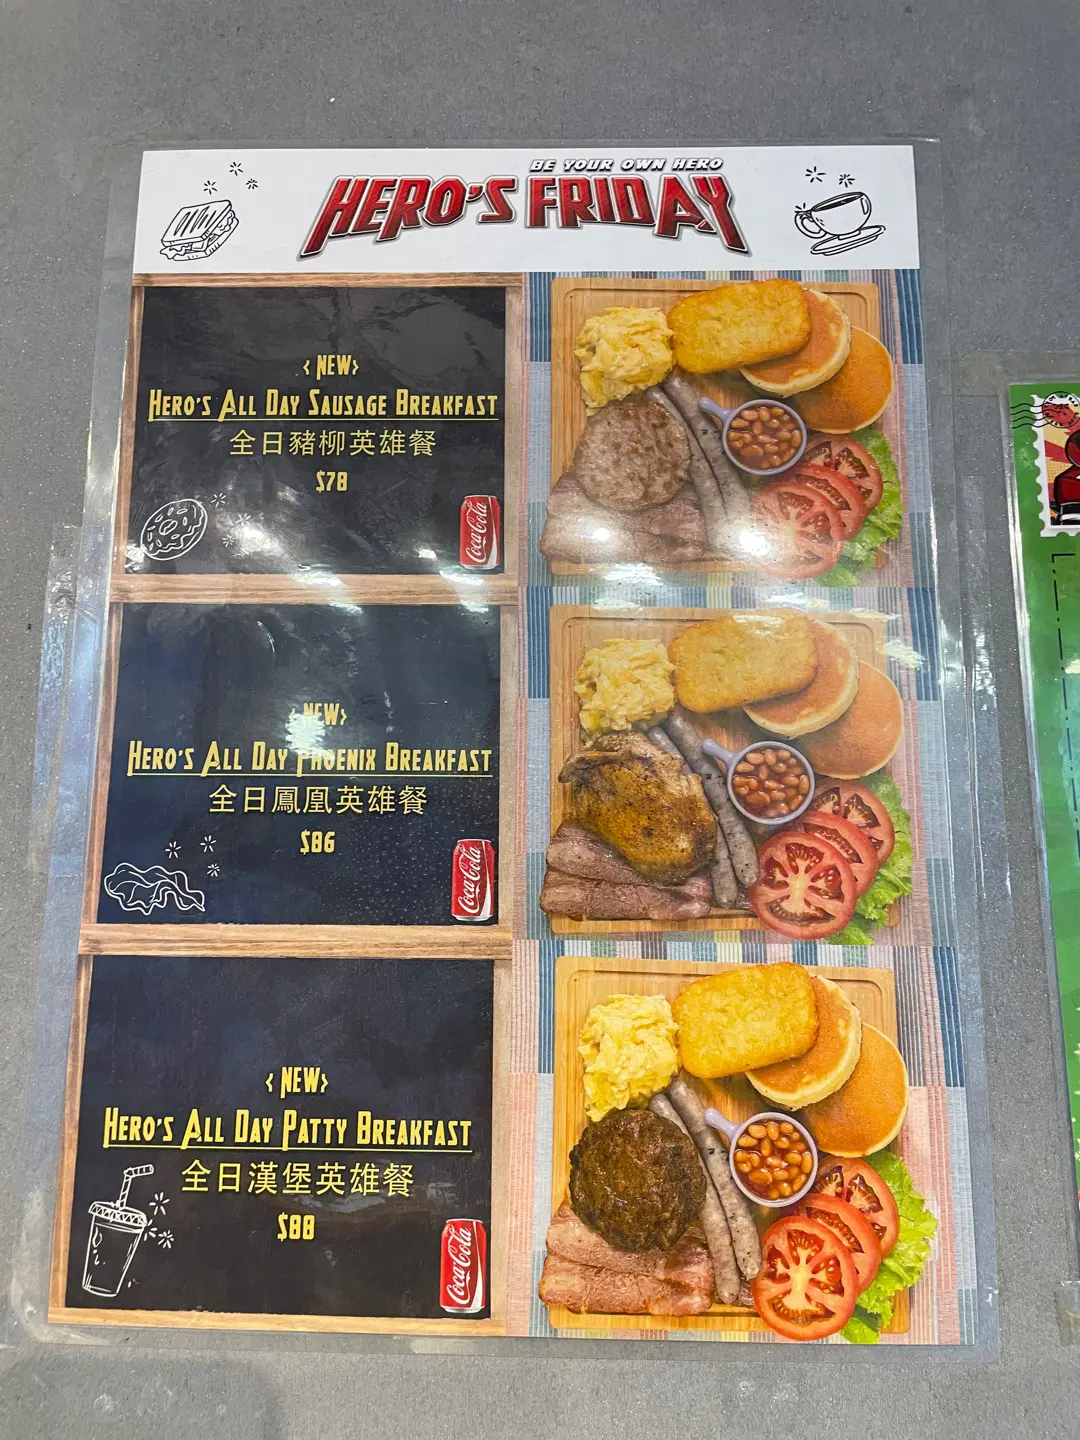 BE YOUR OWN HERO
HERO'S FRIDAY
< NEW>
HERO'S ALL DAY SAUSAGE BREAKFAST
全日豬柳英雄餐
$78
Coca-Cola
< NEW>
HERO'S ALL DAY PHOENIX BREAKFAST
全日鳳凰英雄餐
$86
Coca-Cola
< NEW>
HERO'S ALL DAY PATTY BREAKFAST
全日漢堡英雄餐
$88
Coca-Cola